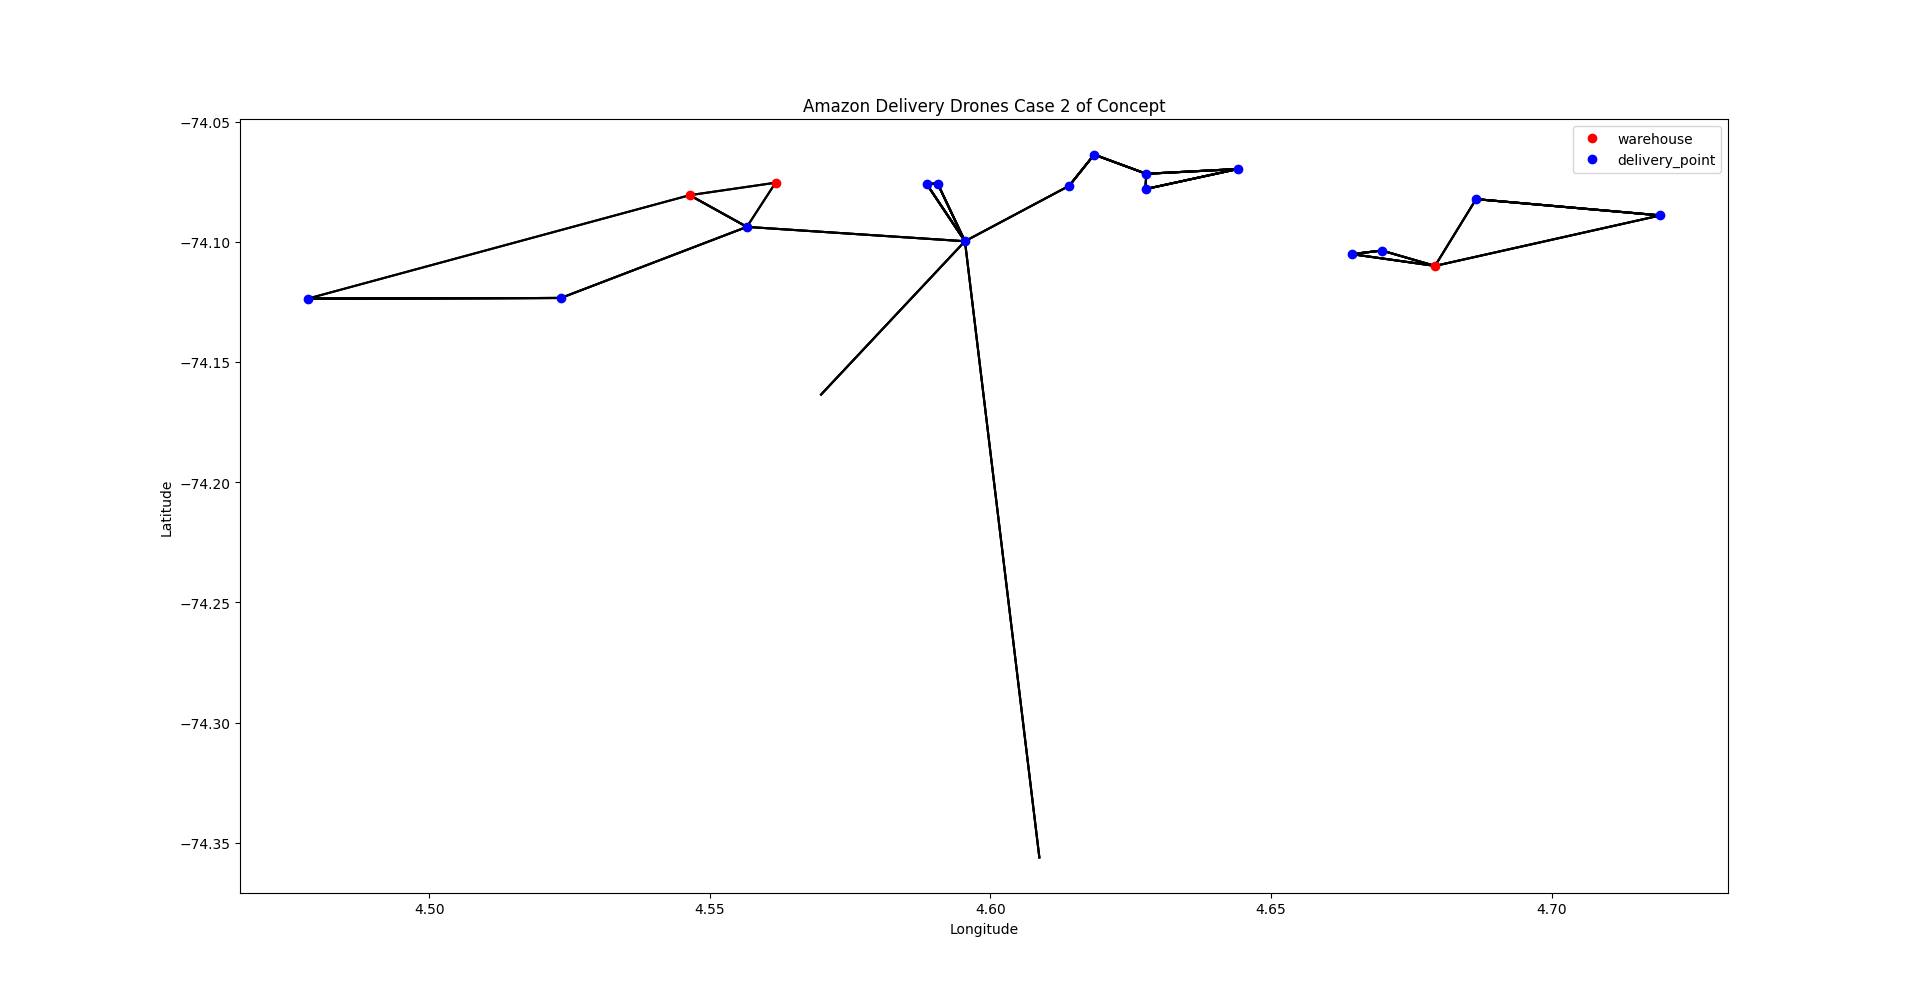 Amazon Delivery Drones Case 2 of Concept
warehouse
delivery_point
Latitude
−74.05
−74.10
−74.15
−74.20
−74.25
−74.30
−74.35
4.50 4.55 4.60 4.65 4.70
Longitude